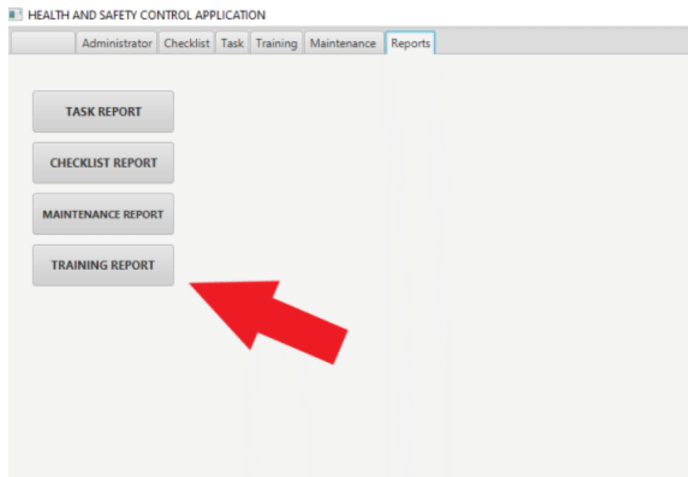 HEALTH AND SAFETY CONTROL APPLICATION
Administrator Checklist Task Training Maintenance Reports
TASK REPORT
CHECKLIST REPORT
MAINTENANCE REPORT
TRAINING REPORT